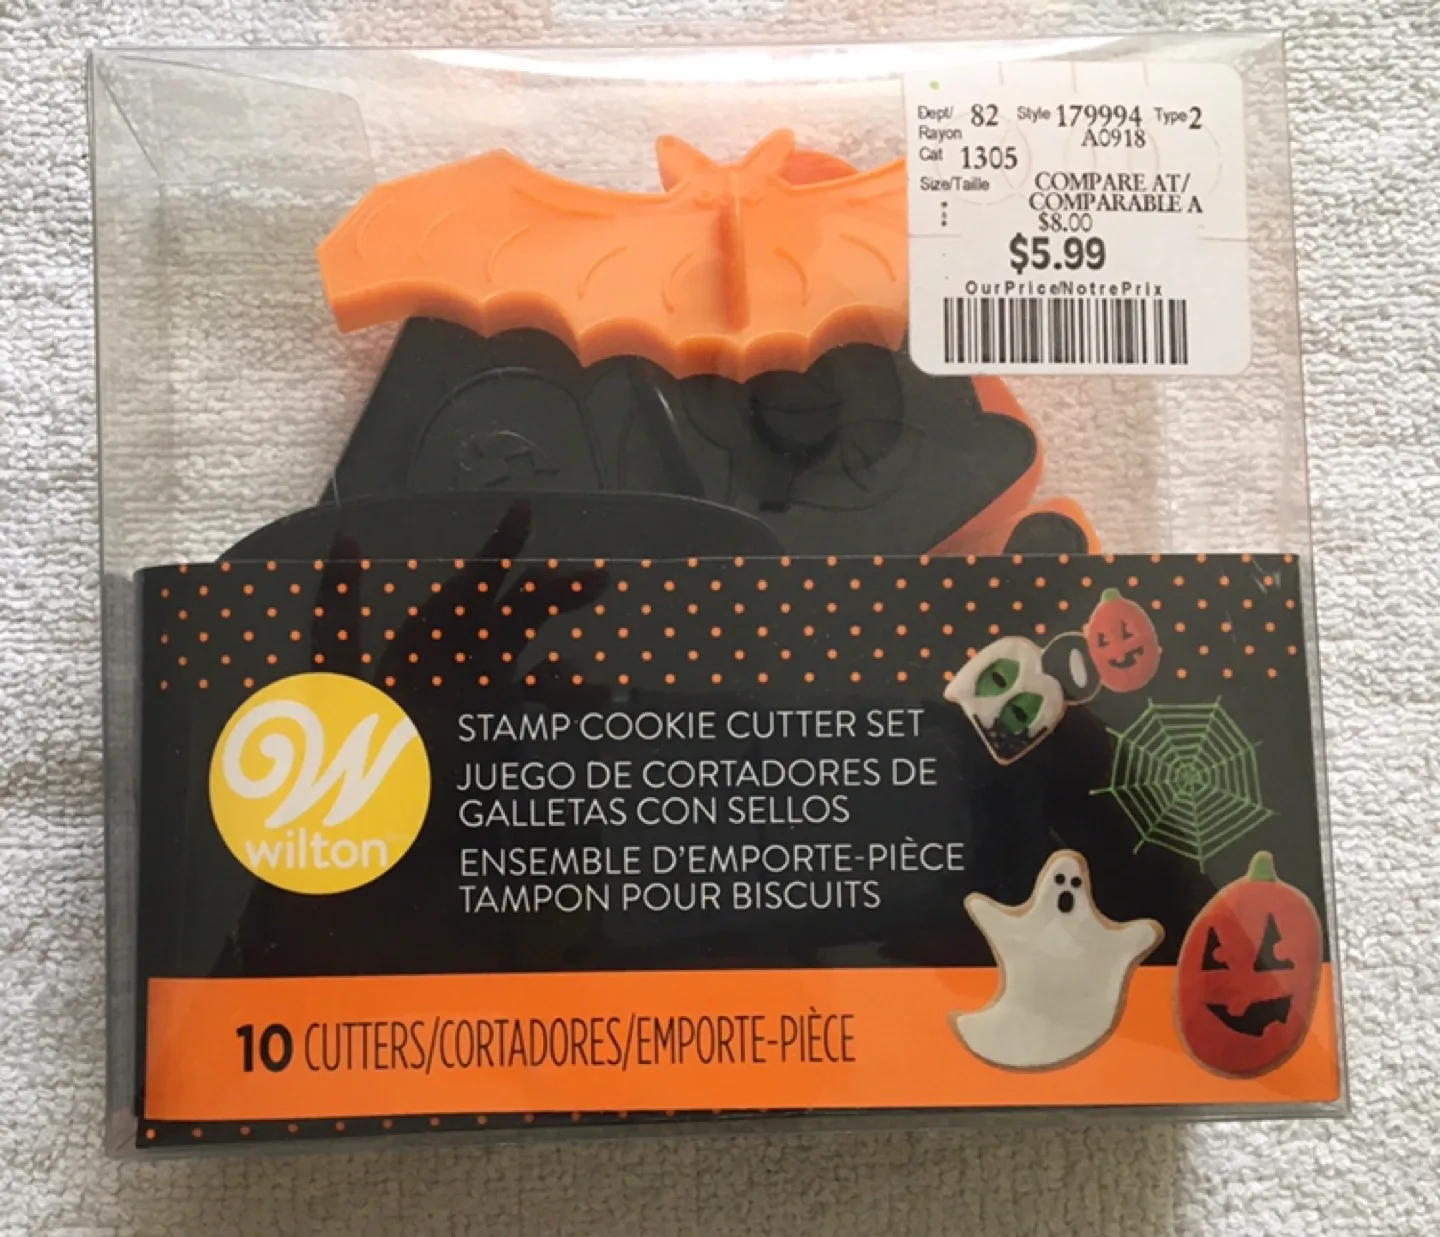 Dept/ 82 Style 179994 Type 2
Rayon A0918
Cat 1305
Size/Taille COMPARE AT/
COMPARABLE A
$8.00
$5.99
OurPrice/NotrePrix
STAMP COOKIE CUTTER SET
JUEGO DE CORTADORES DE
GALLETAS CON SELLOS
ENSEMBLE D'EMPORTE-PIÈCE
TAMPON POUR BISCUITS
W
wilton
10 CUTTERS/CORTADORES/EMPORTE-PIÈCE